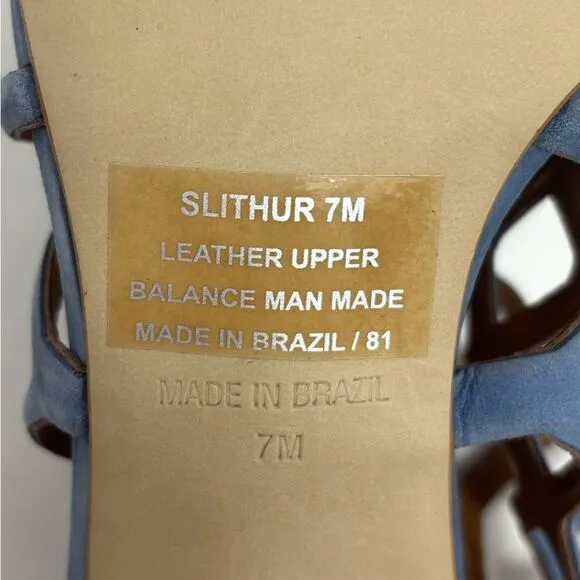 SLITHUR 7M
LEATHER UPPER
BALANCE MAN MADE
MADE IN BRAZIL / 81
MADE IN BRAZIL
7M